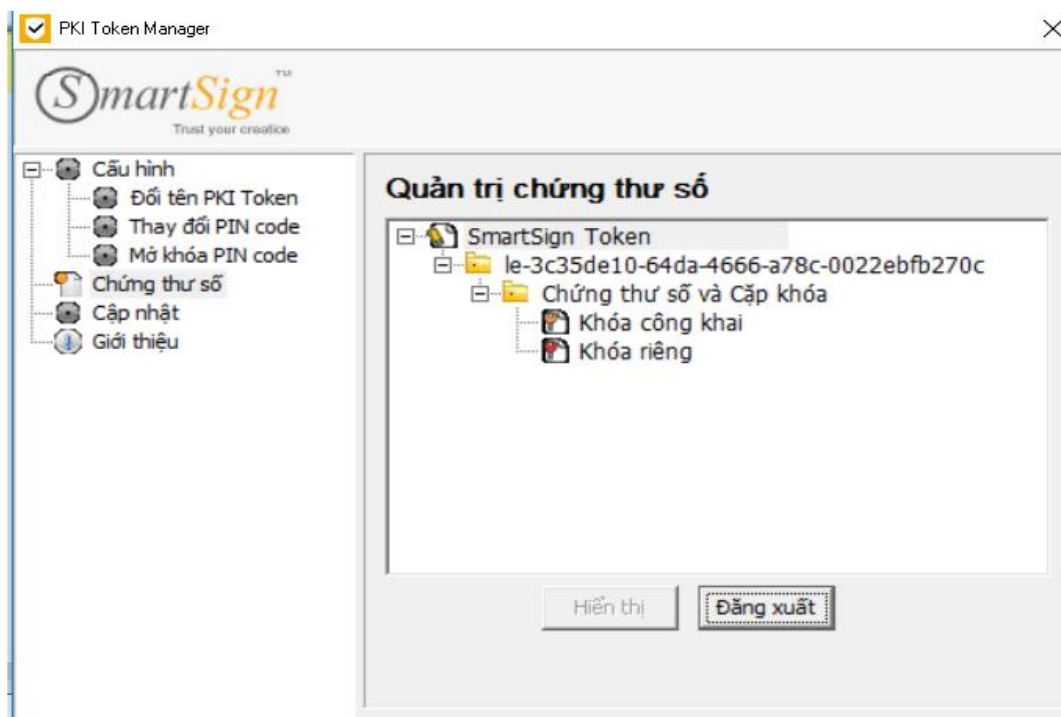 PKI Token Manager
SmartSign TM
Trust your creation
Cấu hình
Đổi tên PKI Token
Thay đổi PIN code
Mở khóa PIN code
Chứng thư số
Cập nhật
Giới thiệu
Quản trị chứng thư số
SmartSign Token
le-3c35de10-64da-4666-a78c-0022ebfb270c
Chứng thư số và Cặp khóa
Khóa công khai
Khóa riêng
Hiển thị
Đăng xuất